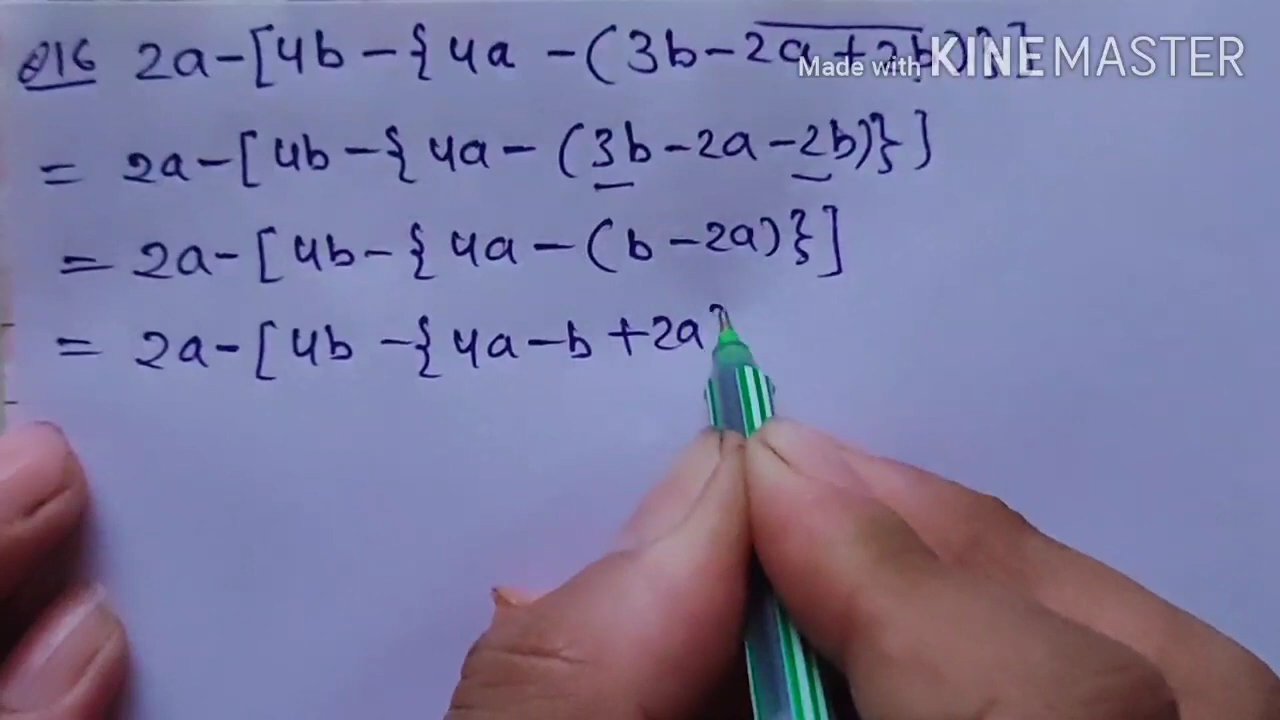 Q16 2a-[4b-{4a-(3b-2a+2b)}]
Made with KINEMASTER
= 2a-[4b-{4a-(3b-2a-2b)}]
= 2a-[4b-{4a-(b-2a)}]
= 2a-[4b-{4a-b+2a